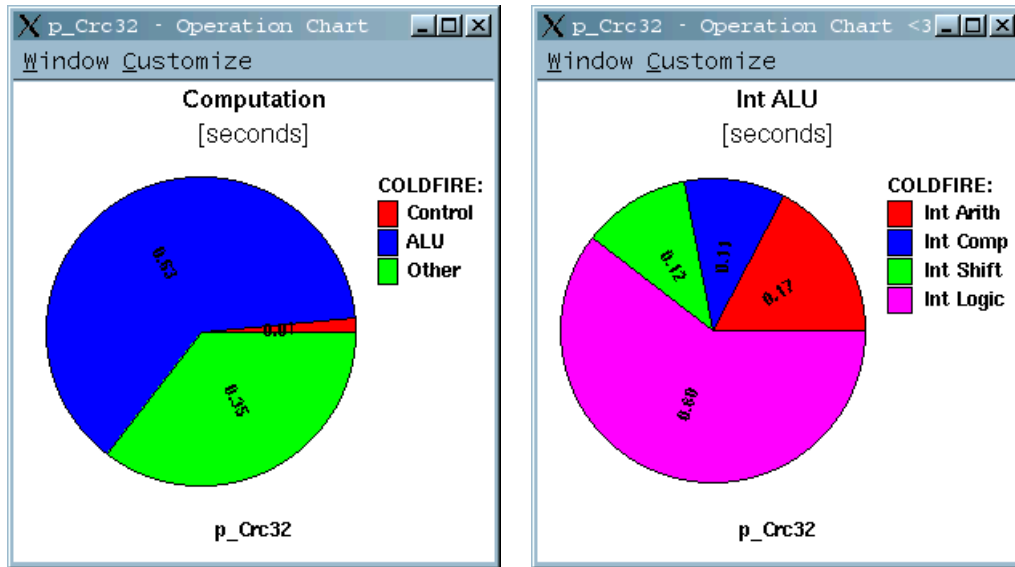 p_Crc32 - Operation Chart
Window Customize
Computation
[seconds]
COLDFIRE:
Control
ALU
Other
0.63
0.01
0.35
p_Crc32
p_Crc32 - Operation Chart <3
Window Customize
Int ALU
[seconds]
COLDFIRE:
Int Arith
Int Comp
Int Shift
Int Logic
0.12
0.11
0.17
0.60
p_Crc32